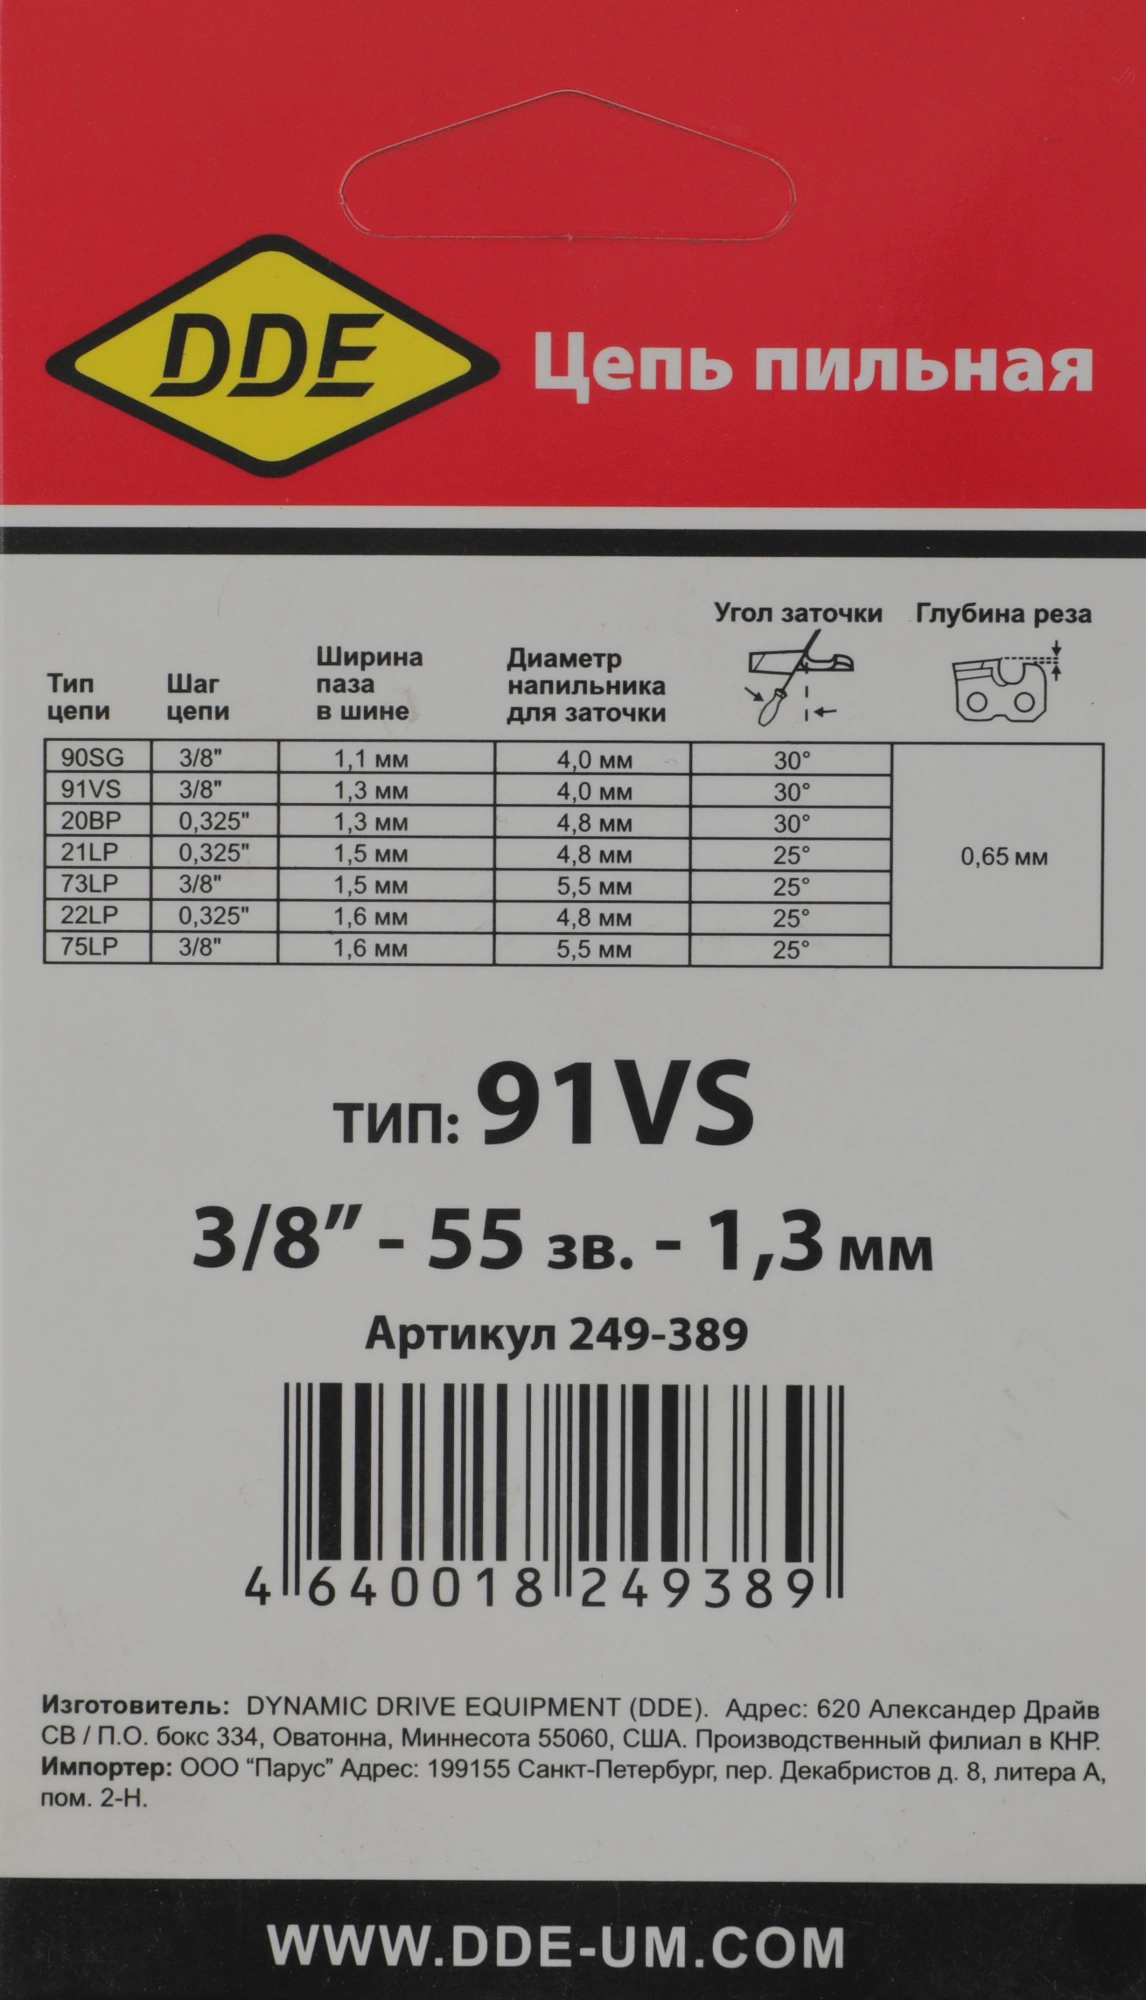 DDE
Цепь пильная
Тип цепи Шаг цепи Ширина паза в шине Диаметр напильника для заточки Угол заточки Глубина реза
90SG 3/8" 1,1 мм 4,0 мм 30°
91VS 3/8" 1,3 мм 4,0 мм 30°
20BP 0,325" 1,3 мм 4,8 мм 30°
21LP 0,325" 1,5 мм 4,8 мм 25° 0,65 мм
73LP 3/8" 1,5 мм 5,5 мм 25°
22LP 0,325" 1,6 мм 4,8 мм 25°
75LP 3/8" 1,6 мм 5,5 мм 25°
ТИП: 91VS
3/8” - 55 зв. - 1,3 мм
Артикул 249-389
4 640018 249389
Изготовитель: DYNAMIC DRIVE EQUIPMENT (DDE). Адрес: 620 Александер Драйв
СВ / П.О. бокс 334, Оватонна, Миннесота 55060, США. Производственный филиал в КНР.
Импортер: ООО “Парус” Адрес: 199155 Санкт-Петербург, пер. Декабристов д. 8, литера А,
пом. 2-Н.
WWW.DDE-UM.COM